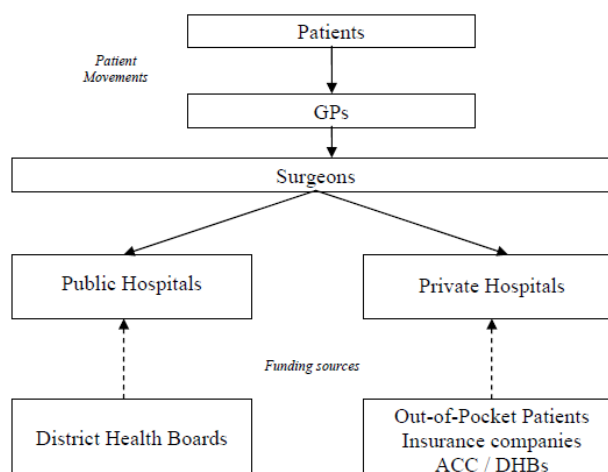 Patients
Patient
Movements
GPs
Surgeons
Public Hospitals
Private Hospitals
Funding sources
District Health Boards
Out-of-Pocket Patients
Insurance companies
ACC / DHBs